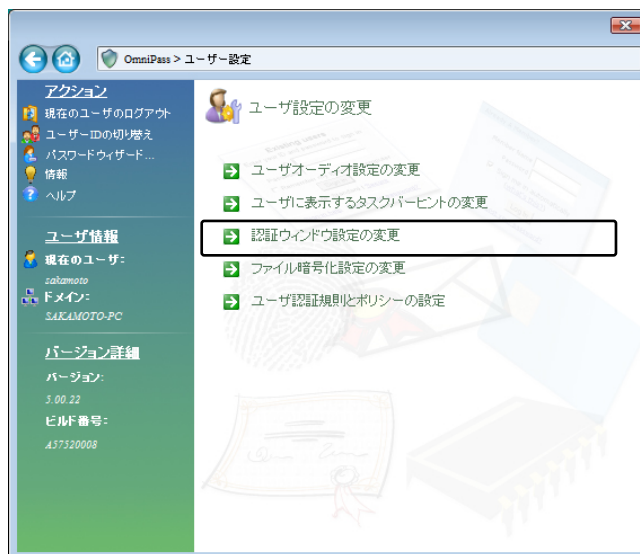 OmniPass > ユーザー設定
アクション
現在のユーザのログアウト
ユーザーIDの切り替え
パスワードウィザード...
情報
ヘルプ
ユーザ情報
現在のユーザ:
sakamoto
ドメイン:
SAKAMOTO-PC
バージョン詳細
バージョン:
5.00.22
ビルド番号:
A57520008
ユーザ設定の変更
ユーザオーディオ設定の変更
ユーザに表示するタスクバーヒントの変更
認証ウィンドウ設定の変更
ファイル暗号化設定の変更
ユーザ認証規則とポリシーの設定